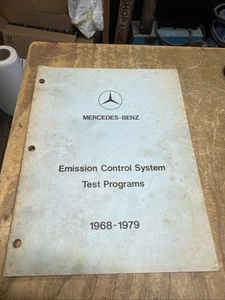 MERCEDES-BENZ
Emission Control System
Test Programs
1968-1979